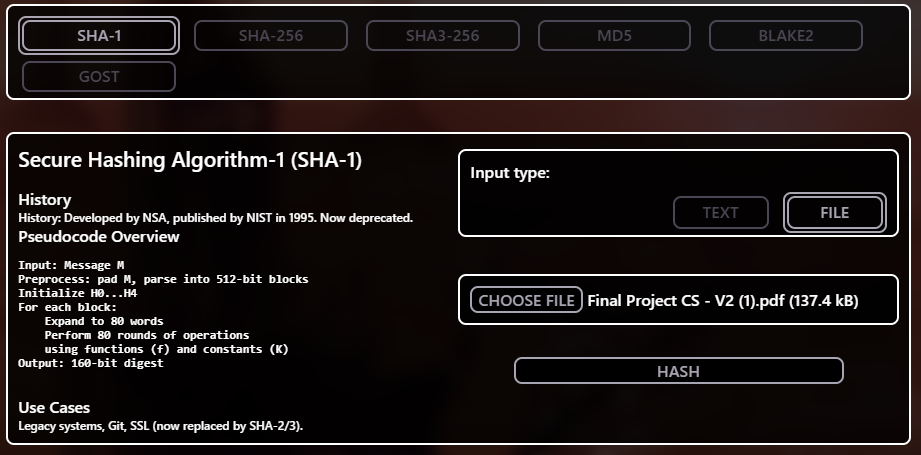 SHA-1
SHA-256
SHA3-256
MD5
BLAKE2
GOST
Secure Hashing Algorithm-1 (SHA-1)
History
History: Developed by NSA, published by NIST in 1995. Now deprecated.
Pseudocode Overview
Input: Message M
Preprocess: pad M, parse into 512-bit blocks
Initialize H0...H4
For each block:
    Expand to 80 words
    Perform 80 rounds of operations
    using functions (f) and constants (K)
Output: 160-bit digest
Use Cases
Legacy systems, Git, SSL (now replaced by SHA-2/3).
Input type:
TEXT
FILE
CHOOSE FILE Final Project CS - V2 (1).pdf (137.4 kB)
HASH